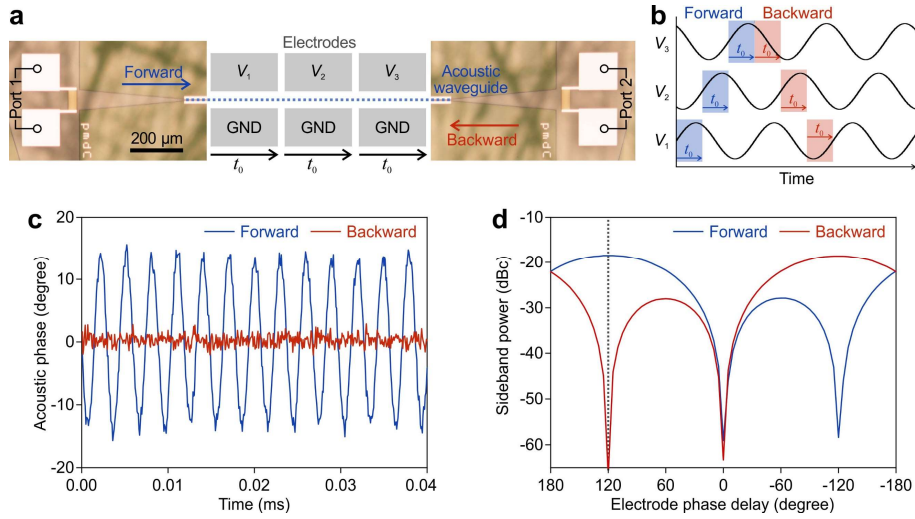 a
Electrodes
Port 1
Forward
V1
V2
V3
Acoustic
waveguide
Port 2
200 µm
GND
GND
GND
Backward
pmdC
pmdC
t0
t0
t0
b
Forward
Backward
V3
t0
t0
V2
t0
t0
V1
t0
t0
Time
c
Forward
Backward
Acoustic phase (degree)
20
10
0
-10
-20
0.00
0.01
0.02
0.03
0.04
Time (ms)
d
Forward
Backward
Sideband power (dBc)
-10
-20
-30
-40
-50
-60
180
120
60
0
-60
-120
-180
Electrode phase delay (degree)